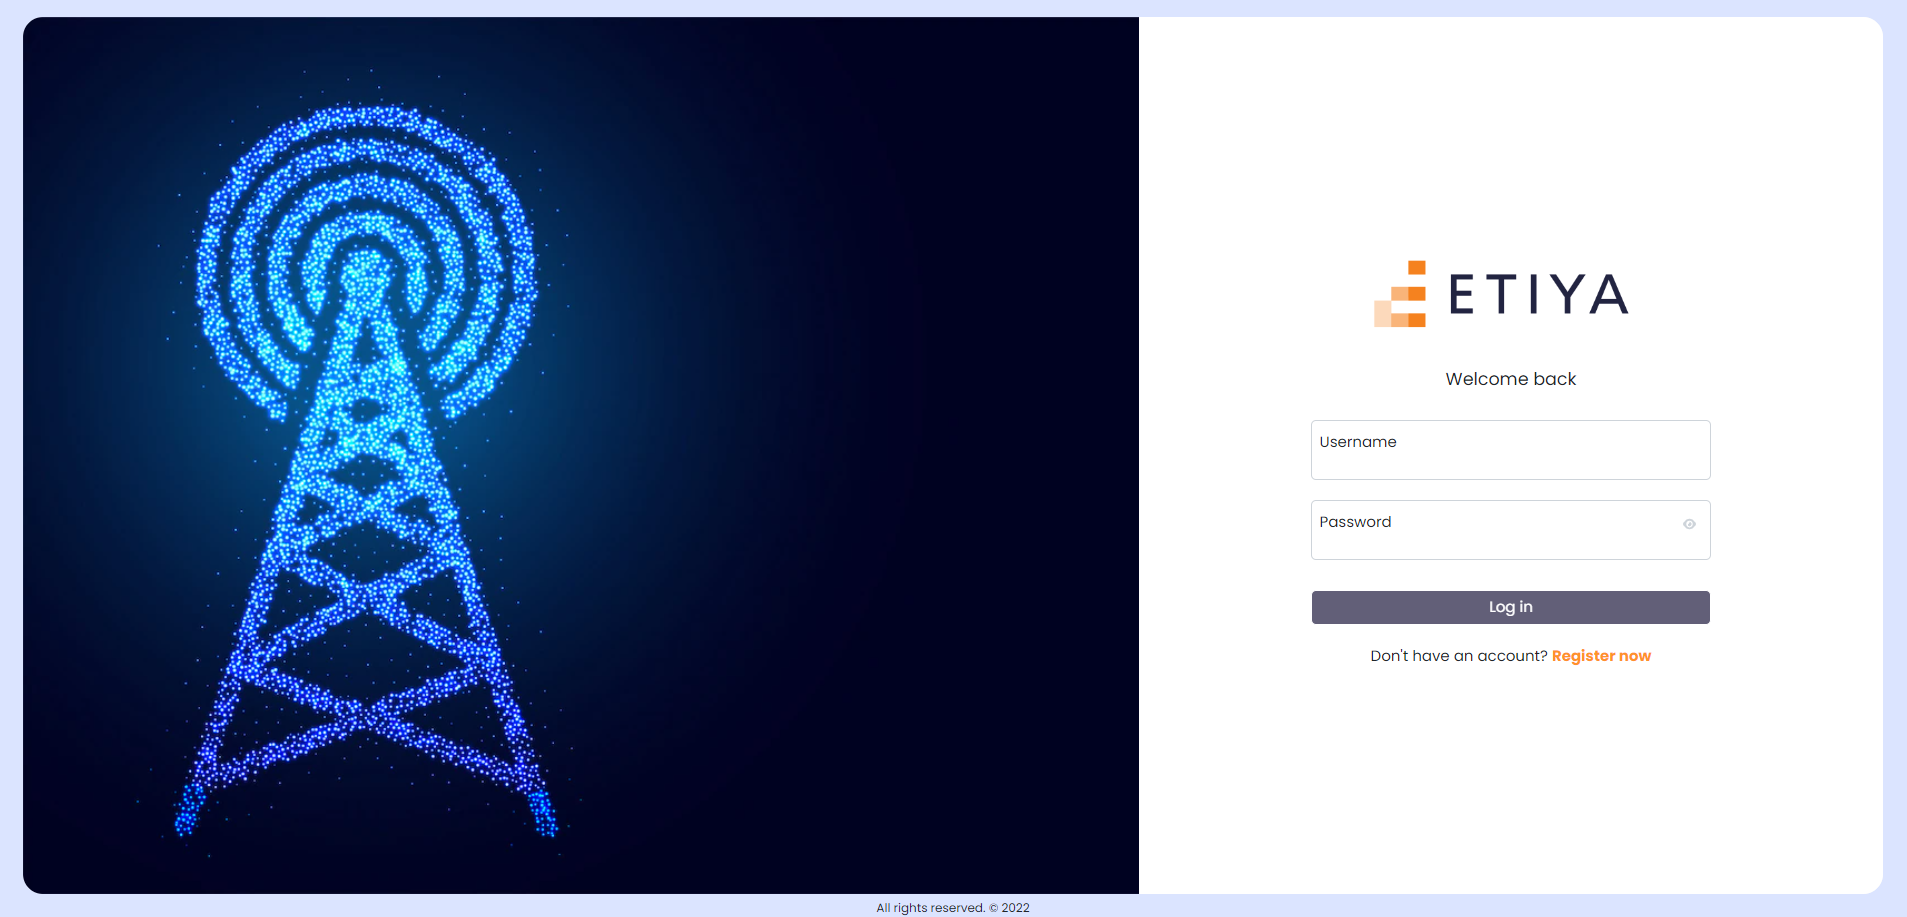 ETIYA
Welcome back
Username
Password
Log in
Don't have an account? Register now
All rights reserved. © 2022